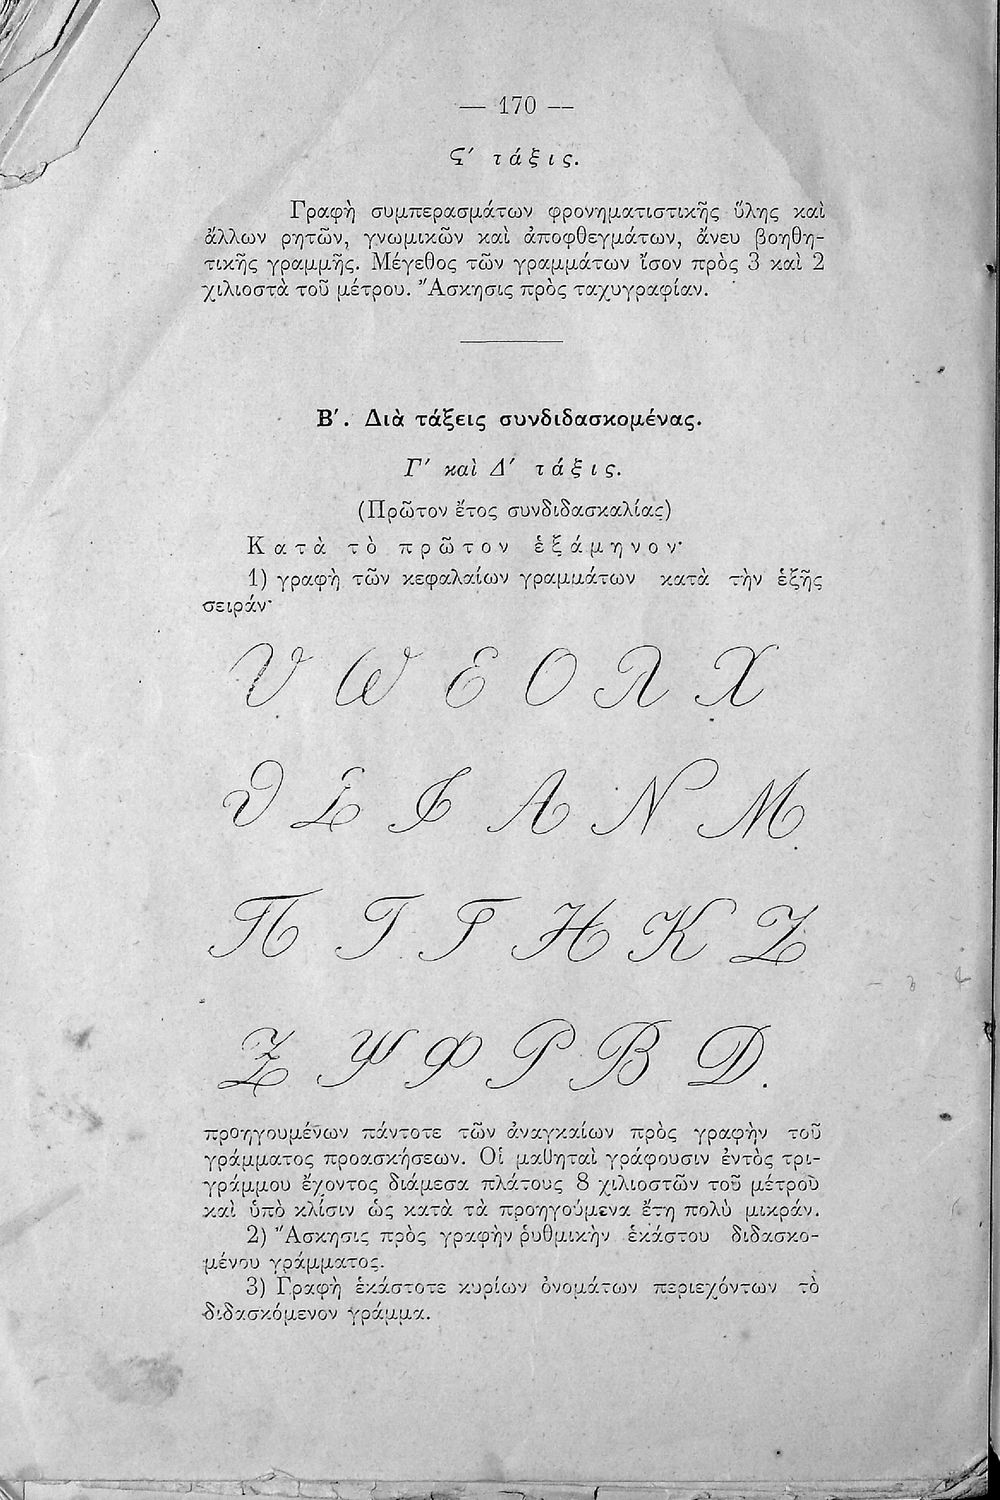 — 170 —
Ϛ′ τάξις.
Γραφὴ συμπερασμάτων φρονηματιστικῆς ὕλης καὶ
ἄλλων ρητῶν, γνωμικῶν καὶ ἀποφθεγμάτων, ἄνευ βοηθη-
τικῆς γραμμῆς. Μέγεθος τῶν γραμμάτων ἴσον πρὸς 3 καὶ 2
χιλιοστὰ τοῦ μέτρου. Ἄσκησις πρὸς ταχυγραφίαν.
Β′. Διὰ τάξεις συνδιδασκομένας.
Γ′ καὶ Δ′ τάξις.
(Πρῶτον ἔτος συνδιδασκαλίας)
Κατὰ τὸ πρῶτον ἑξάμηνον·
1) γραφὴ τῶν κεφαλαίων γραμμάτων κατὰ τὴν ἑξῆς
σειράν·
Υ Ω Ε Ο Λ Χ
Θ Σ Ι Α Ν Μ
Π Τ Γ Η Κ Ζ
Ξ Ψ Φ Ρ Β Δ.
προηγουμένων πάντοτε τῶν ἀναγκαίων πρὸς γραφὴν τοῦ
γράμματος προασκήσεων. Οἱ μαθηταὶ γράφουσιν ἐντὸς τρι-
γράμμου ἔχοντος διάμεσα πλάτους 8 χιλιοστῶν τοῦ μέτρου
καὶ ὑπὸ κλίσιν ὡς κατὰ τὰ προηγούμενα ἔτη πολὺ μικράν.
2) Ἄσκησις πρὸς γραφὴν ῥυθμικὴν ἑκάστου διδασκο-
μένου γράμματος.
3) Γραφὴ ἑκάστοτε κυρίων ὀνομάτων περιεχόντων τὸ
διδασκόμενον γράμμα.